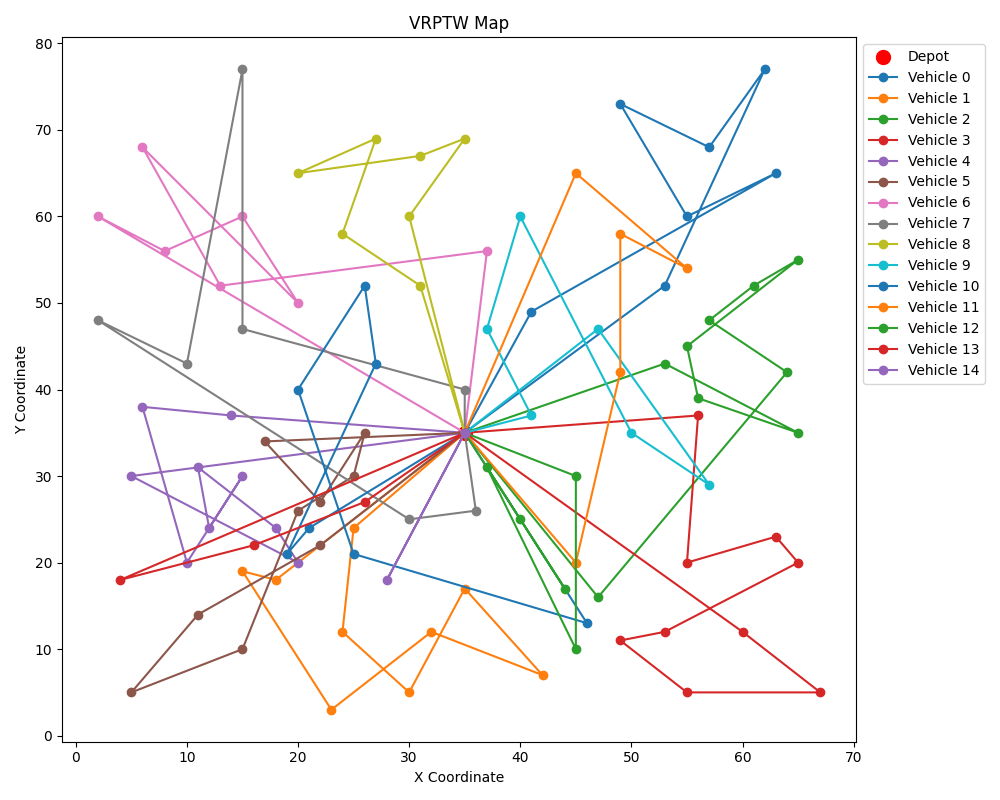 VRPTW Map
Y Coordinate
80
70
60
50
40
30
20
10
0
0 10 20 30 40 50 60 70
X Coordinate
Depot
Vehicle 0
Vehicle 1
Vehicle 2
Vehicle 3
Vehicle 4
Vehicle 5
Vehicle 6
Vehicle 7
Vehicle 8
Vehicle 9
Vehicle 10
Vehicle 11
Vehicle 12
Vehicle 13
Vehicle 14